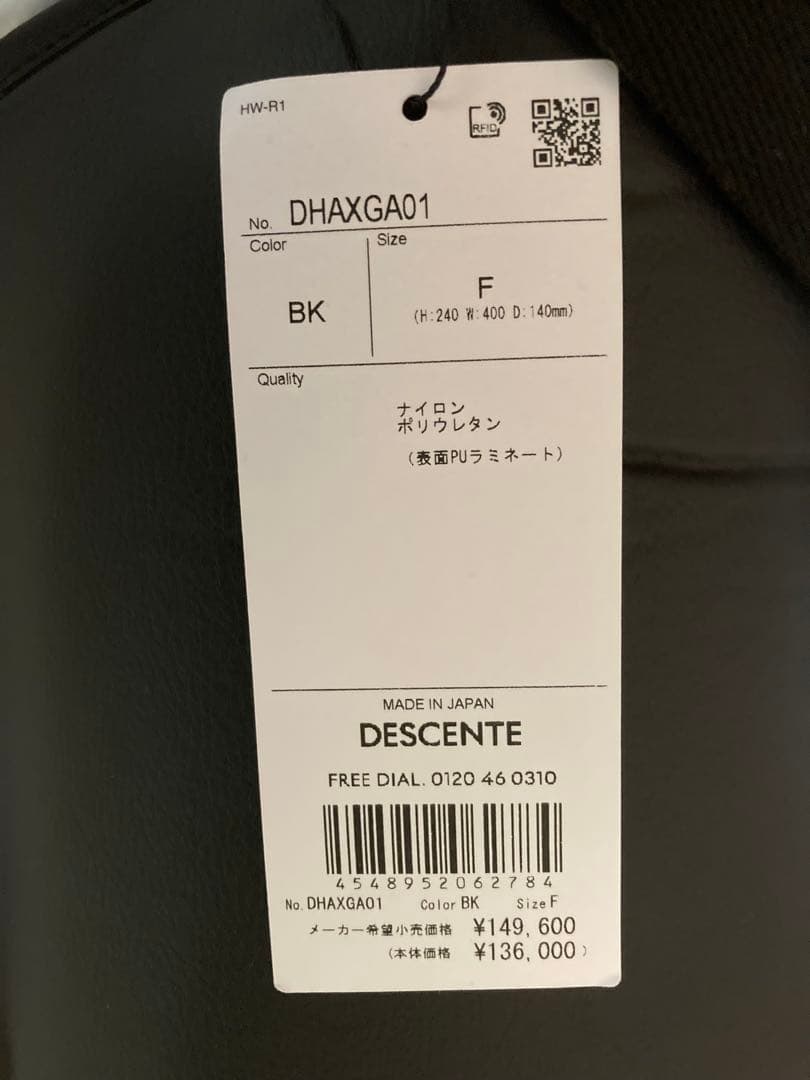 HW-R1
RFID
No. DHAXGA01
Color
Size
BK
F
(H:240 W:400 D:140mm)
Quality
ナイロン
ポリウレタン
(表面PUラミネート)
MADE IN JAPAN
DESCENTE
FREE DIAL. 0120 46 0310
4548952062784
No. DHAXGA01 Color BK Size F
メーカー希望小売価格 ¥149,600
(本体価格 ¥136,000)